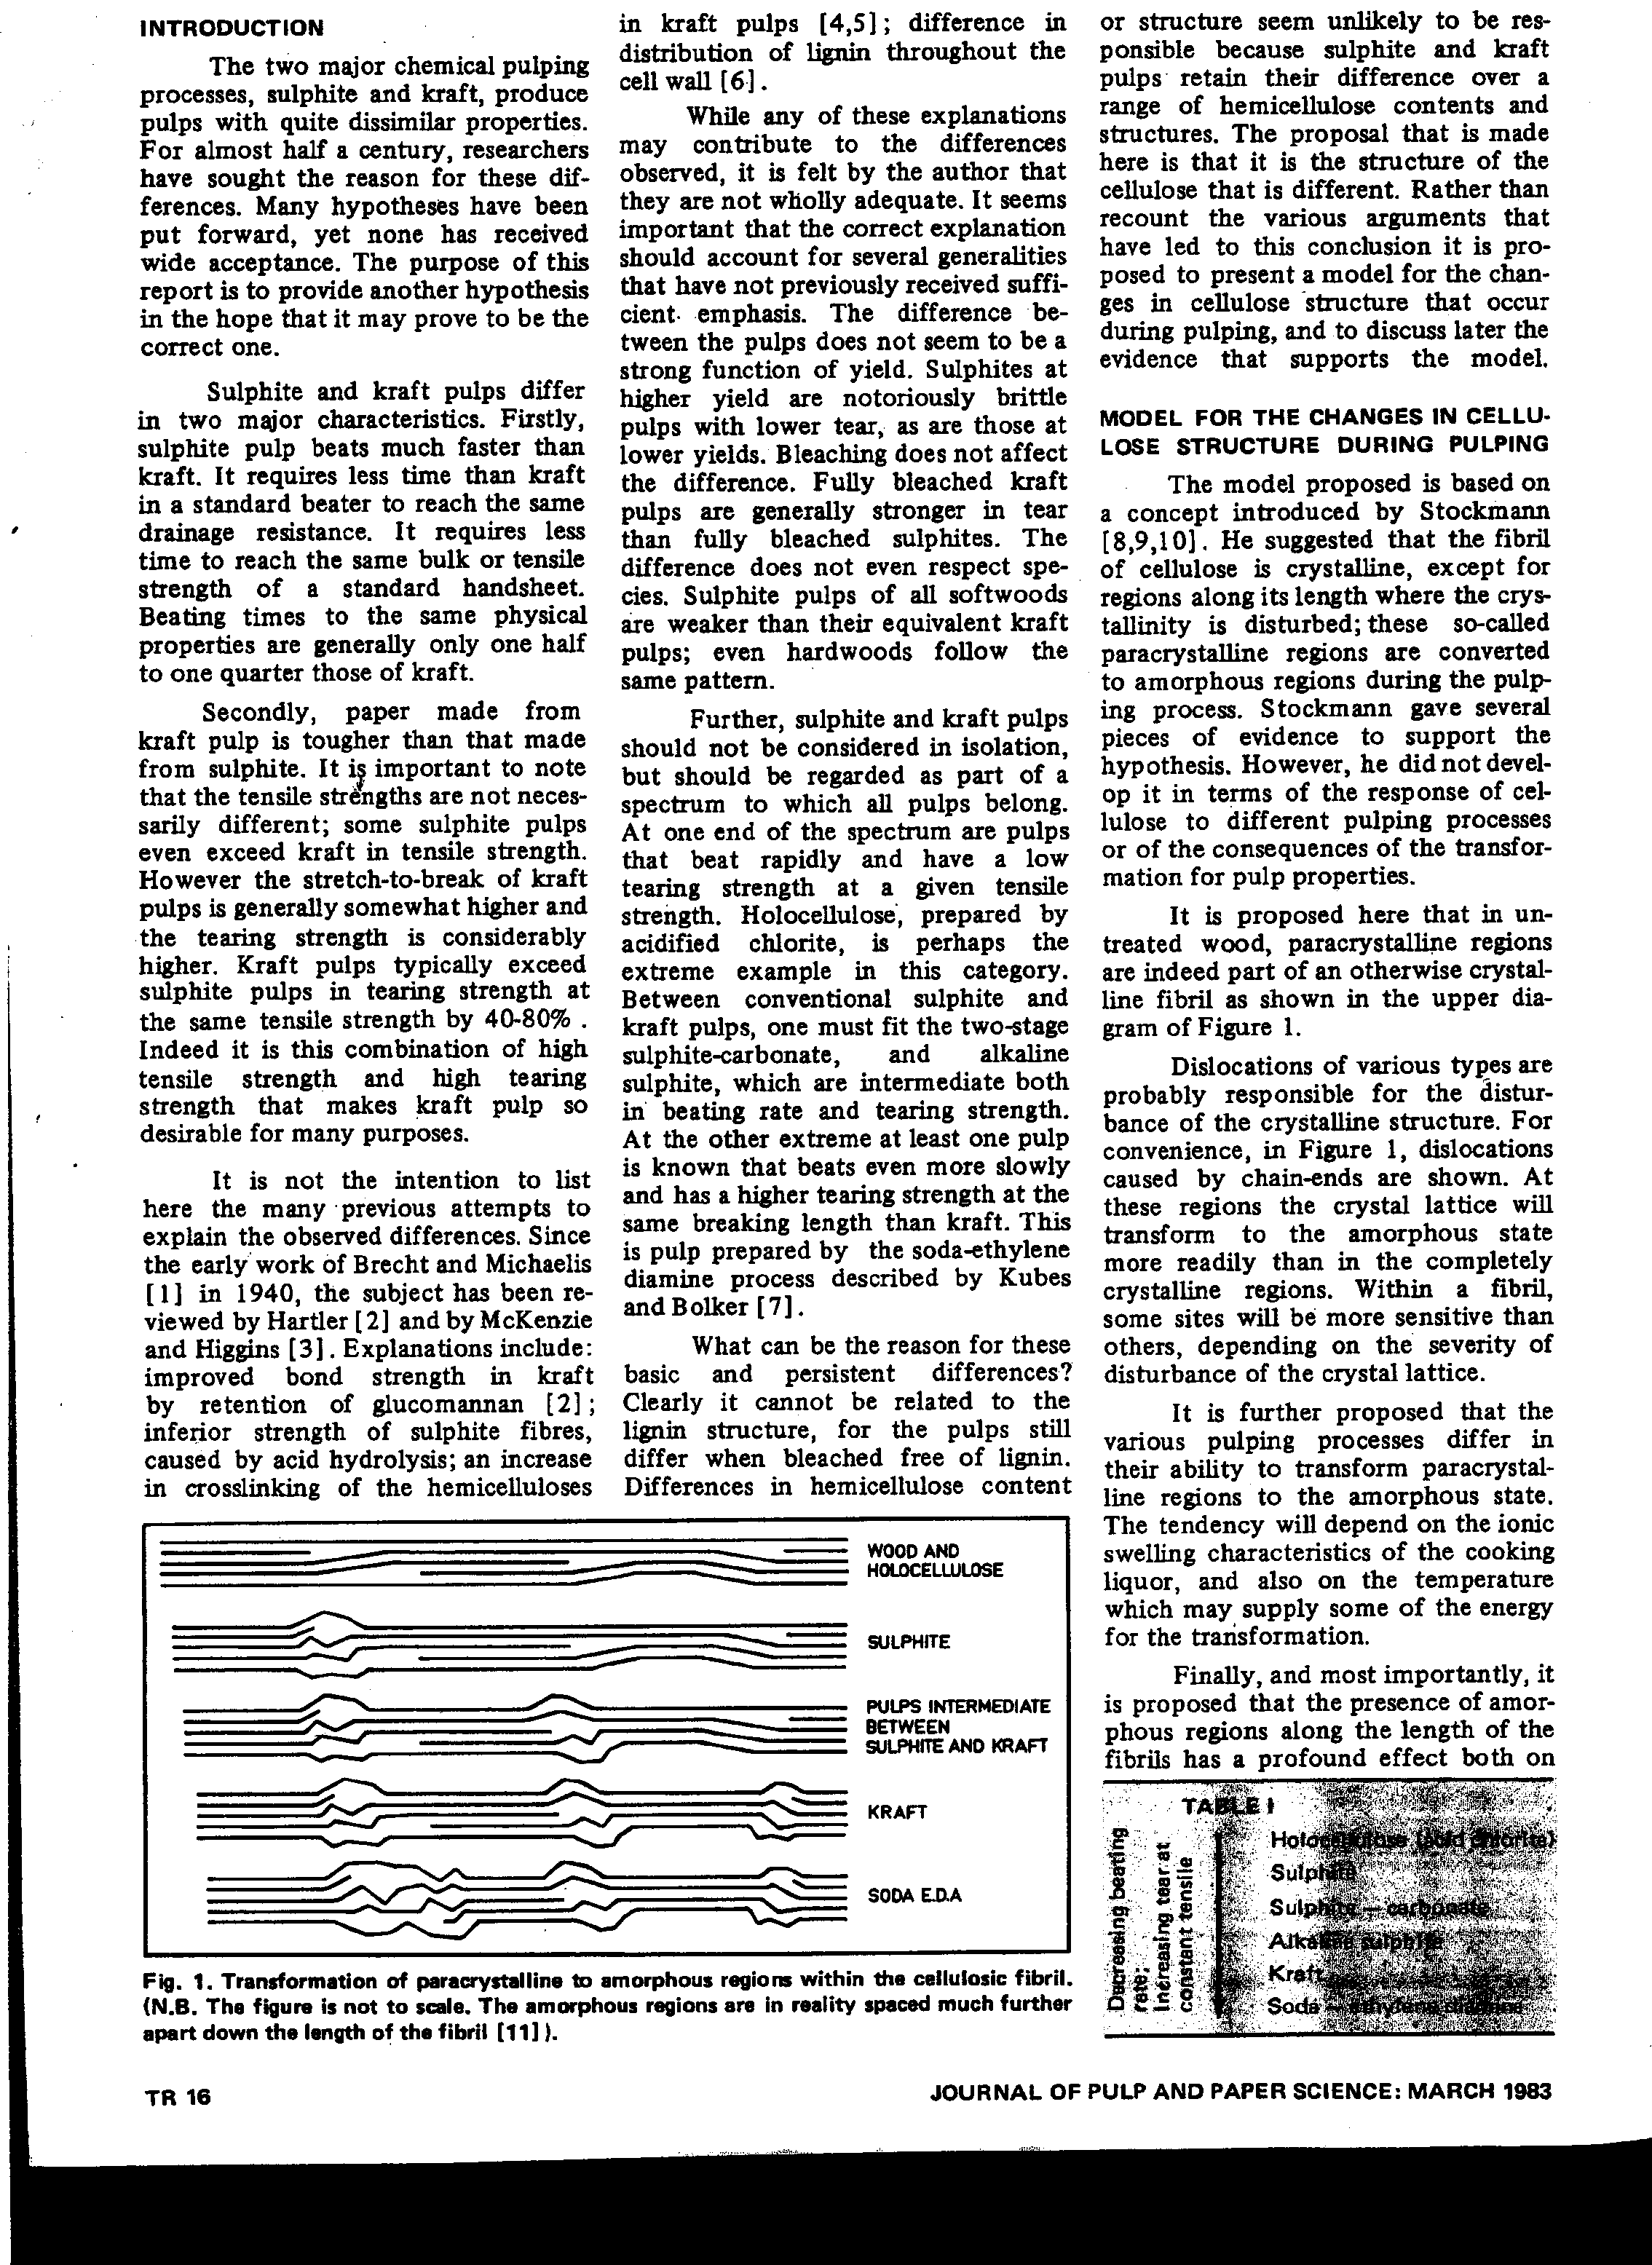 INTRODUCTION
The two major chemical pulping
processes, sulphite and kraft, produce
pulps with quite dissimilar properties.
For almost half a century, researchers
have sought the reason for these dif-
ferences. Many hypotheses have been
put forward, yet none has received
wide acceptance. The purpose of this
report is to provide another hypothesis
in the hope that it may prove to be the
correct one.
Sulphite and kraft pulps differ
in two major characteristics. Firstly,
sulphite pulp beats much faster than
kraft. It requires less time than kraft
in a standard beater to reach the same
drainage resistance. It requires less
time to reach the same bulk or tensile
strength of a standard handsheet.
Beating times to the same physical
properties are generally only one half
to one quarter those of kraft.
Secondly, paper made from
kraft pulp is tougher than that made
from sulphite. It is important to note
that the tensile strengths are not neces-
sarily different; some sulphite pulps
even exceed kraft in tensile strength.
However the stretch-to-break of kraft
pulps is generally somewhat higher and
the tearing strength is considerably
higher. Kraft pulps typically exceed
sulphite pulps in tearing strength at
the same tensile strength by 40-80% .
Indeed it is this combination of high
tensile strength and high tearing
strength that makes kraft pulp so
desirable for many purposes.
It is not the intention to list
here the many previous attempts to
explain the observed differences. Since
the early work of Brecht and Michaelis
[1] in 1940, the subject has been re-
viewed by Hartler [2] and by McKenzie
and Higgins [3]. Explanations include:
improved bond strength in kraft
by retention of glucomannan [2];
inferior strength of sulphite fibres,
caused by acid hydrolysis; an increase
in crosslinking of the hemicelluloses
in kraft pulps [4,5]; difference in
distribution of lignin throughout the
cell wall [6].
While any of these explanations
may contribute to the differences
observed, it is felt by the author that
they are not wholly adequate. It seems
important that the correct explanation
should account for several generalities
that have not previously received suffi-
cient emphasis. The difference be-
tween the pulps does not seem to be a
strong function of yield. Sulphites at
higher yield are notoriously brittle
pulps with lower tear, as are those at
lower yields. Bleaching does not affect
the difference. Fully bleached kraft
pulps are generally stronger in tear
than fully bleached sulphites. The
difference does not even respect spe-
cies. Sulphite pulps of all softwoods
are weaker than their equivalent kraft
pulps; even hardwoods follow the
same pattern.
Further, sulphite and kraft pulps
should not be considered in isolation,
but should be regarded as part of a
spectrum to which all pulps belong.
At one end of the spectrum are pulps
that beat rapidly and have a low
tearing strength at a given tensile
strength. Holocellulose, prepared by
acidified chlorite, is perhaps the
extreme example in this category.
Between conventional sulphite and
kraft pulps, one must fit the two-stage
sulphite-carbonate, and alkaline
sulphite, which are intermediate both
in beating rate and tearing strength.
At the other extreme at least one pulp
is known that beats even more slowly
and has a higher tearing strength at the
same breaking length than kraft. This
is pulp prepared by the soda-ethylene
diamine process described by Kubes
and Bolker [7].
What can be the reason for these
basic and persistent differences?
Clearly it cannot be related to the
lignin structure, for the pulps still
differ when bleached free of lignin.
Differences in hemicellulose content
or structure seem unlikely to be res-
ponsible because sulphite and kraft
pulps retain their difference over a
range of hemicellulose contents and
structures. The proposal that is made
here is that it is the structure of the
cellulose that is different. Rather than
recount the various arguments that
have led to this conclusion it is pro-
posed to present a model for the chan-
ges in cellulose structure that occur
during pulping, and to discuss later the
evidence that supports the model.
MODEL FOR THE CHANGES IN CELLU-
LOSE STRUCTURE DURING PULPING
The model proposed is based on
a concept introduced by Stockmann
[8,9,10]. He suggested that the fibril
of cellulose is crystalline, except for
regions along its length where the crys-
tallinity is disturbed; these so-called
paracrystalline regions are converted
to amorphous regions during the pulp-
ing process. Stockmann gave several
pieces of evidence to support the
hypothesis. However, he did not devel-
op it in terms of the response of cel-
lulose to different pulping processes
or of the consequences of the transfor-
mation for pulp properties.
It is proposed here that in un-
treated wood, paracrystalline regions
are indeed part of an otherwise crystal-
line fibril as shown in the upper dia-
gram of Figure 1.
Dislocations of various types are
probably responsible for the distur-
bance of the crystalline structure. For
convenience, in Figure 1, dislocations
caused by chain-ends are shown. At
these regions the crystal lattice will
transform to the amorphous state
more readily than in the completely
crystalline regions. Within a fibril,
some sites will be more sensitive than
others, depending on the severity of
disturbance of the crystal lattice.
It is further proposed that the
various pulping processes differ in
their ability to transform paracrystal-
line regions to the amorphous state.
The tendency will depend on the ionic
swelling characteristics of the cooking
liquor, and also on the temperature
which may supply some of the energy
for the transformation.
Finally, and most importantly, it
is proposed that the presence of amor-
phous regions along the length of the
fibrils has a profound effect both on
WOOD AND
HOLOCELLULOSE
SULPHITE
PULPS INTERMEDIATE
BETWEEN
SULPHITE AND KRAFT
KRAFT
SODA E.D.A
Fig. 1. Transformation of paracrystalline to amorphous regions within the cellulosic fibril.
(N.B. The figure is not to scale. The amorphous regions are in reality spaced much further
apart down the length of the fibril [11]).
TABLE I
Decreasing beating
rate;
Increasing tear at
constant tensile
Holocellulose (acid chlorite)
Sulphite
Sulphite – carbonate
Alkaline sulphite
Kraft
Soda – ethylene diamine
TR 16
JOURNAL OF PULP AND PAPER SCIENCE: MARCH 1983